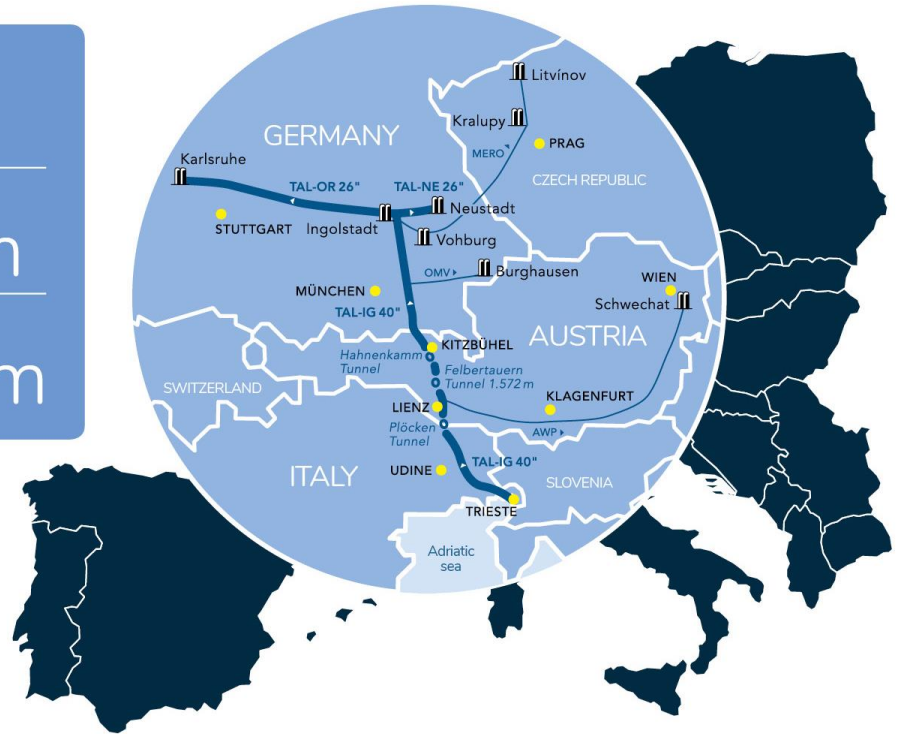 n
m
Litvínov
Kralupy
MERO
PRAG
CZECH REPUBLIC
GERMANY
Karlsruhe
TAL-OR 26"
TAL-NE 26"
Neustadt
STUTTGART
Ingolstadt
Vohburg
OMV
Burghausen
MÜNCHEN
TAL-IG 40"
WIEN
Schwechat
AUSTRIA
KITZBÜHEL
Hahnenkamm
Tunnel
Felbertauern
Tunnel 1.572 m
SWITZERLAND
LIENZ
KLAGENFURT
Plöcken
Tunnel
AWP
ITALY
UDINE
TAL-IG 40"
SLOVENIA
TRIESTE
Adriatic
sea